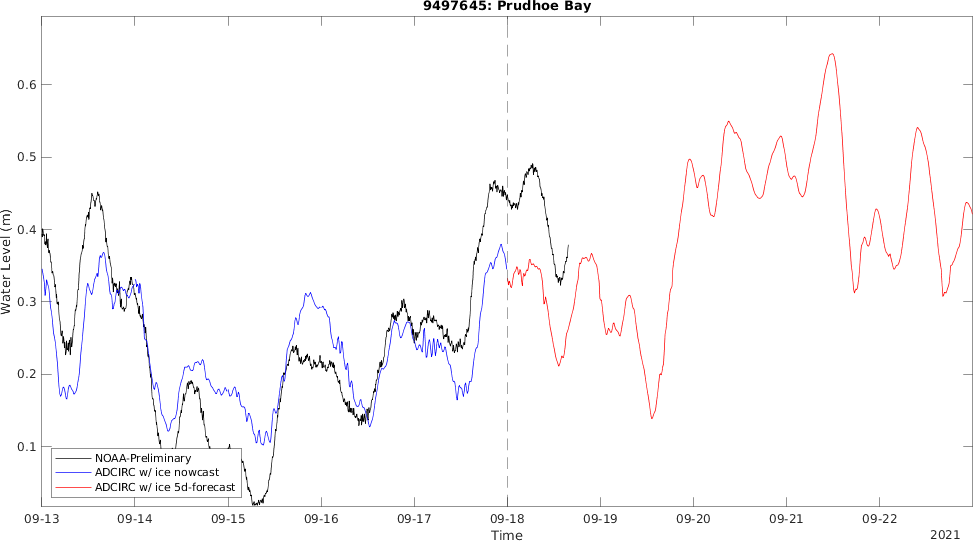 9497645: Prudhoe Bay
Water Level (m)
0.6
0.5
0.4
0.3
0.2
0.1
NOAA-Preliminary
ADCIRC w/ ice nowcast
ADCIRC w/ ice 5d-forecast
09-13 09-14 09-15 09-16 09-17 09-18 09-19 09-20 09-21 09-22
Time
2021